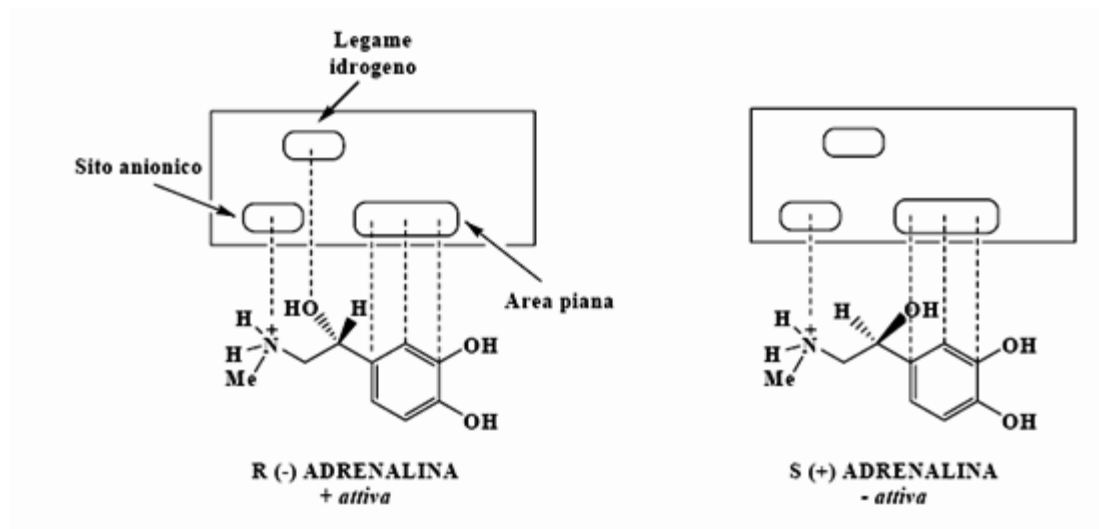 Legame
idrogeno
Sito anionico
Area piana
HO
H
H
H
N
+
Me
OH
OH
R (-) ADRENALINA
+ attiva
H
OH
H
H
N
+
Me
OH
OH
S (+) ADRENALINA
- attiva